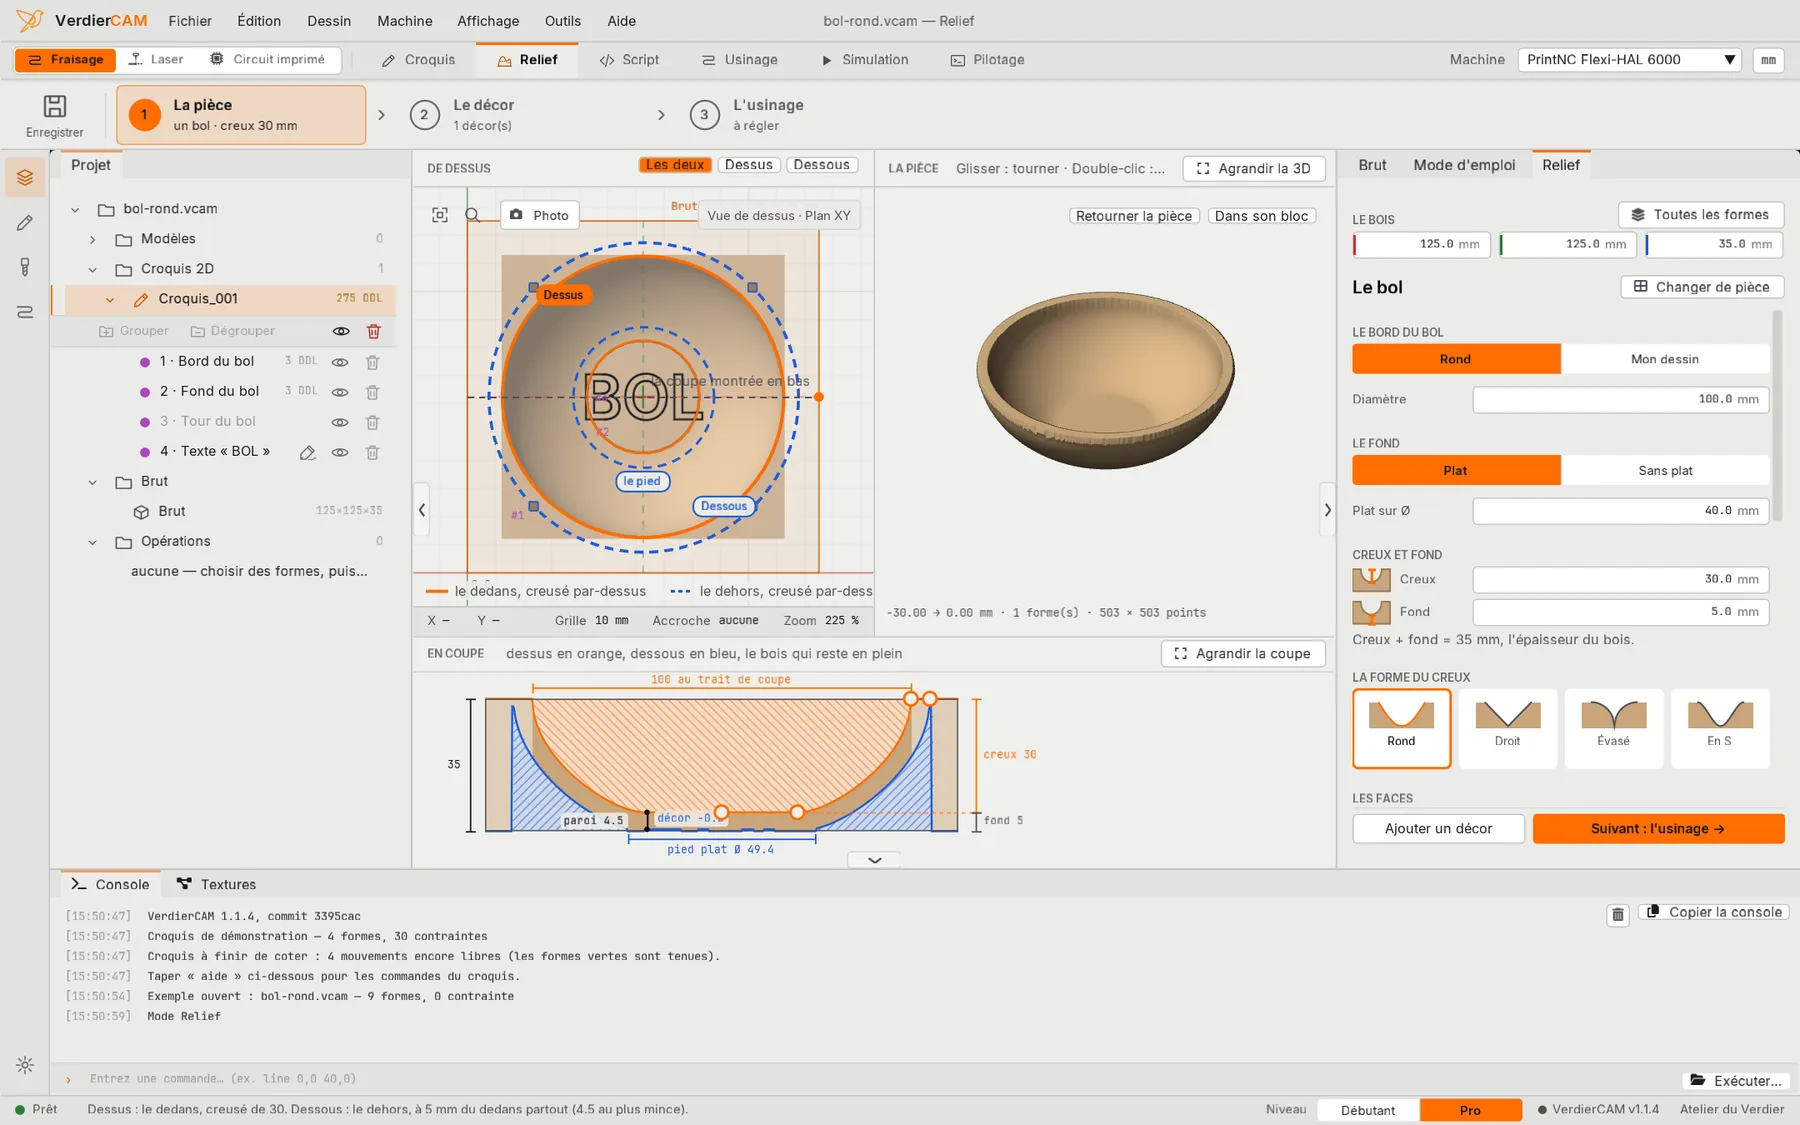 VerdierCAM Fichier Édition Dessin Machine Affichage Outils Aide bol-rond.vcam — Relief
Fraisage Laser Circuit imprimé Croquis Relief Script Usinage Simulation Pilotage Machine PrintNC Flexi-HAL 6000 mm
Enregistrer
1 La pièce
un bol · creux 30 mm
2 Le décor
1 décor(s)
3 L'usinage
à régler
Projet
bol-rond.vcam
Modèles 0
Croquis 2D 1
Croquis_001 275 DDL
Grouper Dégrouper
1 · Bord du bol 3 DDL
2 · Fond du bol 3 DDL
3 · Tour du bol
4 · Texte « BOL »
Brut
Brut 125×125×35
Opérations 0
aucune — choisir des formes, puis...
DE DESSUS Les deux Dessus Dessous
Photo
Brut
Vue de dessus · Plan XY
Dessus
la coupe montrée en bas
BOL
#2
le pied
Dessous
#1
le dedans, creusé par-dessus le dehors, creusé par-dess
X — Y — Grille 10 mm Accroche aucune Zoom 225 %
LA PIÈCE Glisser : tourner · Double-clic :... Agrandir la 3D
Retourner la pièce Dans son bloc
-30.00 → 0.00 mm · 1 forme(s) · 503 × 503 points
EN COUPE dessus en orange, dessous en bleu, le bois qui reste en plein Agrandir la coupe
100 au trait de coupe
35
creux 30
paroi 4.5
décor -0.
fond 5
pied plat Ø 49.4
Brut Mode d'emploi Relief
LE BOIS Toutes les formes
125.0 mm 125.0 mm 35.0 mm
Le bol Changer de pièce
LE BORD DU BOL
Rond Mon dessin
Diamètre 100.0 mm
LE FOND
Plat Sans plat
Plat sur Ø 40.0 mm
CREUX ET FOND
Creux 30.0 mm
Fond 5.0 mm
Creux + fond = 35 mm, l'épaisseur du bois.
LA FORME DU CREUX
Rond Droit Évasé En S
LES FACES
Ajouter un décor Suivant : l'usinage →
Console Textures
Copier la console
[15:50:47] VerdierCAM 1.1.4, commit 3395cac
[15:50:47] Croquis de démonstration — 4 formes, 30 contraintes
[15:50:47] Croquis à finir de coter : 4 mouvements encore libres (les formes vertes sont tenues).
[15:50:47] Taper « aide » ci-dessous pour les commandes du croquis.
[15:50:54] Exemple ouvert : bol-rond.vcam — 9 formes, 0 contrainte
[15:50:59] Mode Relief
› Entrez une commande… (ex. line 0,0 40,0) Exécuter...
Prêt Dessus : le dedans, creusé de 30. Dessous : le dehors, à 5 mm du dedans partout (4.5 au plus mince). Niveau Débutant Pro VerdierCAM v1.1.4 Atelier du Verdier